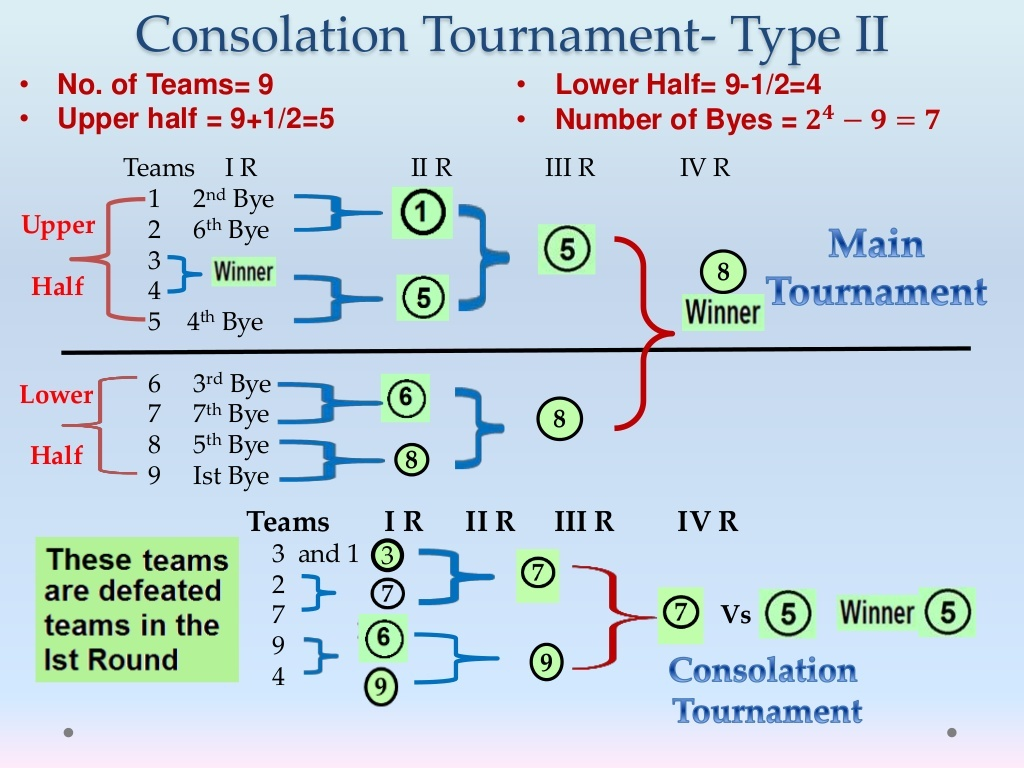 Consolation Tournament- Type II
• No. of Teams= 9
• Upper half = 9+1/2=5
• Lower Half= 9-1/2=4
• Number of Byes = 2⁴ − 9 = 7
Teams I R II R III R IV R
Upper
Half
1 2nd Bye
2 6th Bye
3
4
Winner
5 4th Bye
1
5
5
8
Winner
Main
Tournament
Lower
Half
6 3rd Bye
7 7th Bye
8 5th Bye
9 Ist Bye
6
8
8
Teams I R II R III R IV R
These teams
are defeated
teams in the
Ist Round
3 and 1 3
2
7
7
9
4
6
9
7
9
7 Vs 5 Winner 5
Consolation
Tournament